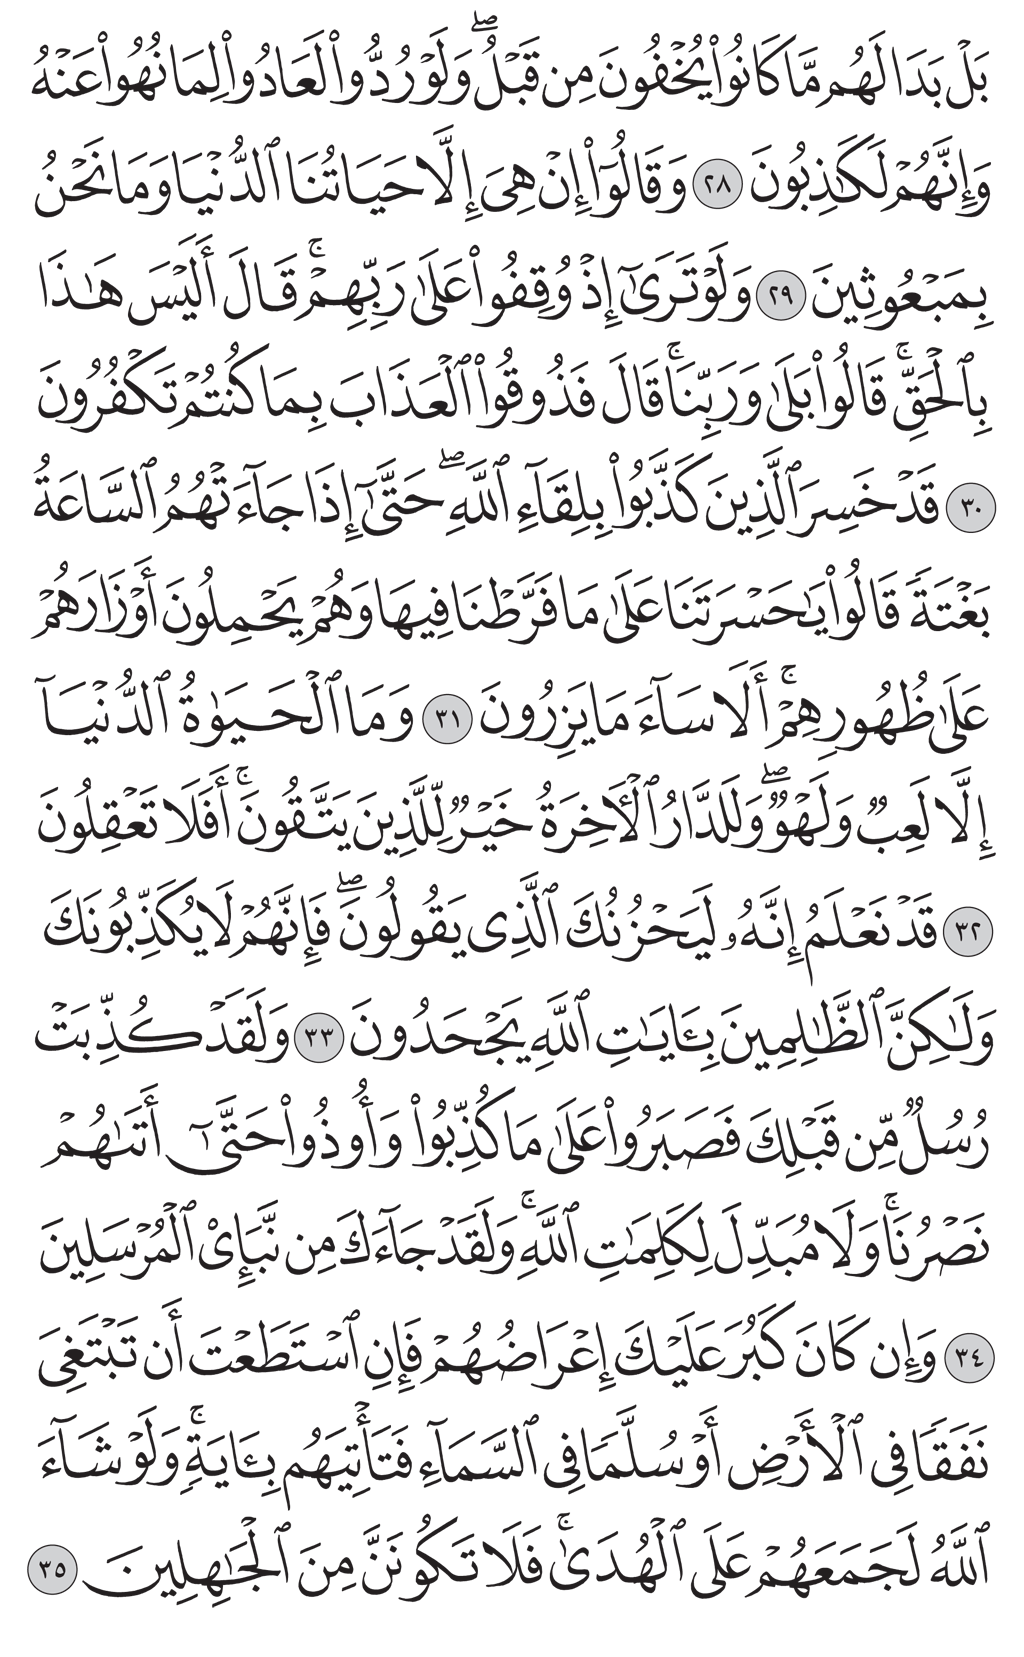 بَلۡ بَدَا لَهُم مَّا كَانُواْ يُخۡفُونَ مِن قَبۡلُۖ وَلَوۡ رُدُّواْ لَعَادُواْ لِمَا نُهُواْ عَنۡهُ
وَإِنَّهُمۡ لَكَٰذِبُونَ ٢٨ وَقَالُوٓاْ إِنۡ هِيَ إِلَّا حَيَاتُنَا ٱلدُّنۡيَا وَمَا نَحۡنُ
بِمَبۡعُوثِينَ ٢٩ وَلَوۡ تَرَىٰٓ إِذۡ وُقِفُواْ عَلَىٰ رَبِّهِمۡۚ قَالَ أَلَيۡسَ هَٰذَا
بِٱلۡحَقِّۚ قَالُواْ بَلَىٰ وَرَبِّنَاۚ قَالَ فَذُوقُواْ ٱلۡعَذَابَ بِمَا كُنتُمۡ تَكۡفُرُونَ
٣٠ قَدۡ خَسِرَ ٱلَّذِينَ كَذَّبُواْ بِلِقَآءِ ٱللَّهِۖ حَتَّىٰٓ إِذَا جَآءَتۡهُمُ ٱلسَّاعَةُ
بَغۡتَةٗ قَالُواْ يَٰحَسۡرَتَنَا عَلَىٰ مَا فَرَّطۡنَا فِيهَا وَهُمۡ يَحۡمِلُونَ أَوۡزَارَهُمۡ
عَلَىٰ ظُهُورِهِمۡۚ أَلَا سَآءَ مَا يَزِرُونَ ٣١ وَمَا ٱلۡحَيَوٰةُ ٱلدُّنۡيَآ
إِلَّا لَعِبٞ وَلَهۡوٞۖ وَلَلدَّارُ ٱلۡأٓخِرَةُ خَيۡرٞ لِّلَّذِينَ يَتَّقُونَۚ أَفَلَا تَعۡقِلُونَ
٣٢ قَدۡ نَعۡلَمُ إِنَّهُۥ لَيَحۡزُنُكَ ٱلَّذِي يَقُولُونَۖ فَإِنَّهُمۡ لَا يُكَذِّبُونَكَ
وَلَٰكِنَّ ٱلظَّٰلِمِينَ بِـَٔايَٰتِ ٱللَّهِ يَجۡحَدُونَ ٣٣ وَلَقَدۡ كُذِّبَتۡ
رُسُلٞ مِّن قَبۡلِكَ فَصَبَرُواْ عَلَىٰ مَا كُذِّبُواْ وَأُوذُواْ حَتَّىٰٓ أَتَىٰهُمۡ
نَصۡرُنَاۚ وَلَا مُبَدِّلَ لِكَلِمَٰتِ ٱللَّهِۚ وَلَقَدۡ جَآءَكَ مِن نَّبَإِيْ ٱلۡمُرۡسَلِينَ
٣٤ وَإِن كَانَ كَبُرَ عَلَيۡكَ إِعۡرَاضُهُمۡ فَإِنِ ٱسۡتَطَعۡتَ أَن تَبۡتَغِيَ
نَفَقٗا فِي ٱلۡأَرۡضِ أَوۡ سُلَّمٗا فِي ٱلسَّمَآءِ فَتَأۡتِيَهُم بِـَٔايَةٖۚ وَلَوۡ شَآءَ
ٱللَّهُ لَجَمَعَهُمۡ عَلَى ٱلۡهُدَىٰۚ فَلَا تَكُونَنَّ مِنَ ٱلۡجَٰهِلِينَ ٣٥